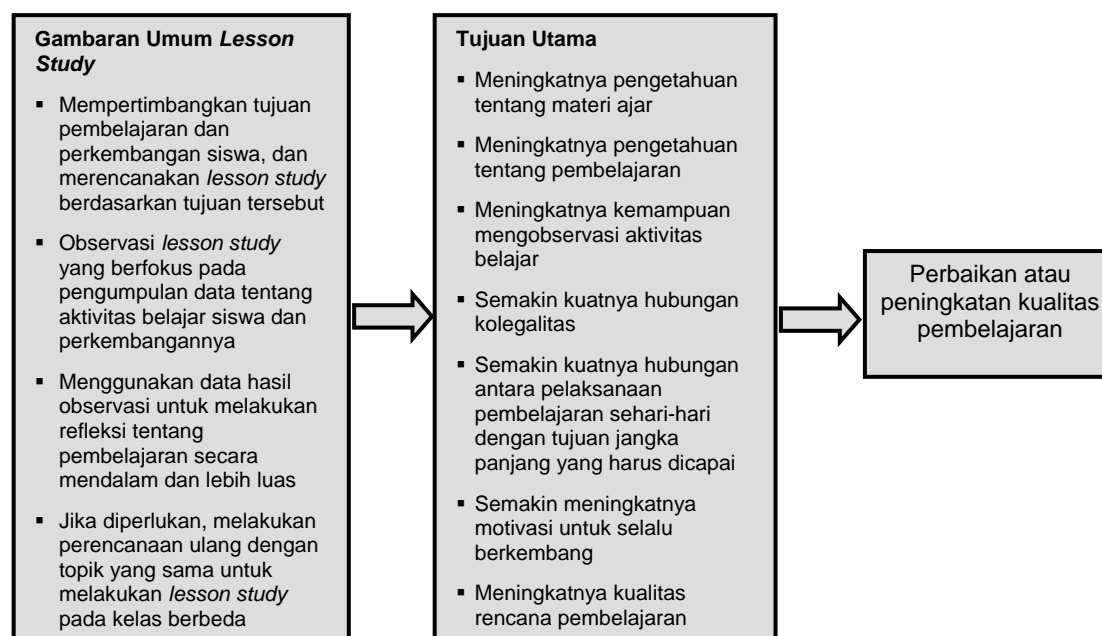 Gambaran Umum Lesson
Study
▪ Mempertimbangkan tujuan
pembelajaran dan
perkembangan siswa, dan
merencanakan lesson study
berdasarkan tujuan tersebut
▪ Observasi lesson study
yang berfokus pada
pengumpulan data tentang
aktivitas belajar siswa dan
perkembangannya
▪ Menggunakan data hasil
observasi untuk melakukan
refleksi tentang
pembelajaran secara
mendalam dan lebih luas
▪ Jika diperlukan, melakukan
perencanaan ulang dengan
topik yang sama untuk
melakukan lesson study
pada kelas berbeda
Tujuan Utama
▪ Meningkatnya pengetahuan
tentang materi ajar
▪ Meningkatnya pengetahuan
tentang pembelajaran
▪ Meningkatnya kemampuan
mengobservasi aktivitas
belajar
▪ Semakin kuatnya hubungan
kolegalitas
▪ Semakin kuatnya hubungan
antara pelaksanaan
pembelajaran sehari-hari
dengan tujuan jangka
panjang yang harus dicapai
▪ Semakin meningkatnya
motivasi untuk selalu
berkembang
▪ Meningkatnya kualitas
rencana pembelajaran
Perbaikan atau
peningkatan kualitas
pembelajaran